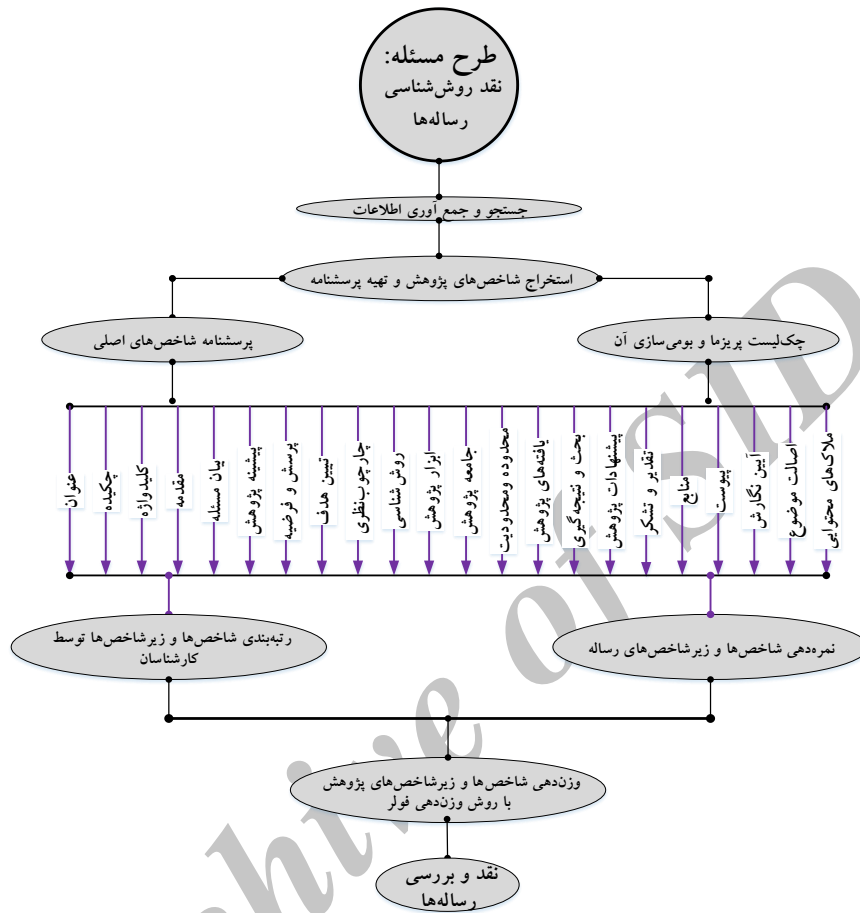 طرح مسئله:
نقد روش‌شناسی
رساله‌ها
جستجو و جمع آوری اطلاعات
استخراج شاخص‌های پژوهش و تهیه پرسشنامه
چک‌لیست پریزما و بومی‌سازی آن
پرسشنامه شاخص‌های اصلی
ملاک‌های محتوایی
اصالت موضوع
آیین نگارش
پیوست
منابع
تقدیر و تشکر
پیشنهادات پژوهش
بحث و نتیجه‌گیری
یافته‌های پژوهش
محدوده ومحدودیت
جامعه پژوهش
ابزار پژوهش
روش شناسی
چارچوب‌نظری
تبیین هدف
پرسش و فرضیه
پیشینه پژوهش
بیان مسئله
مقدمه
کلیدواژه
چکیده
عنوان
نمره‌دهی شاخص‌ها و زیرشاخص‌های رساله
رتبه‌بندی شاخص‌ها و زیرشاخص‌ها توسط
کارشناسان
وزن‌دهی شاخص‌ها و زیرشاخص‌های پژوهش
با روش وزن‌دهی فولر
نقد و بررسی
رساله‌ها
chive of SID